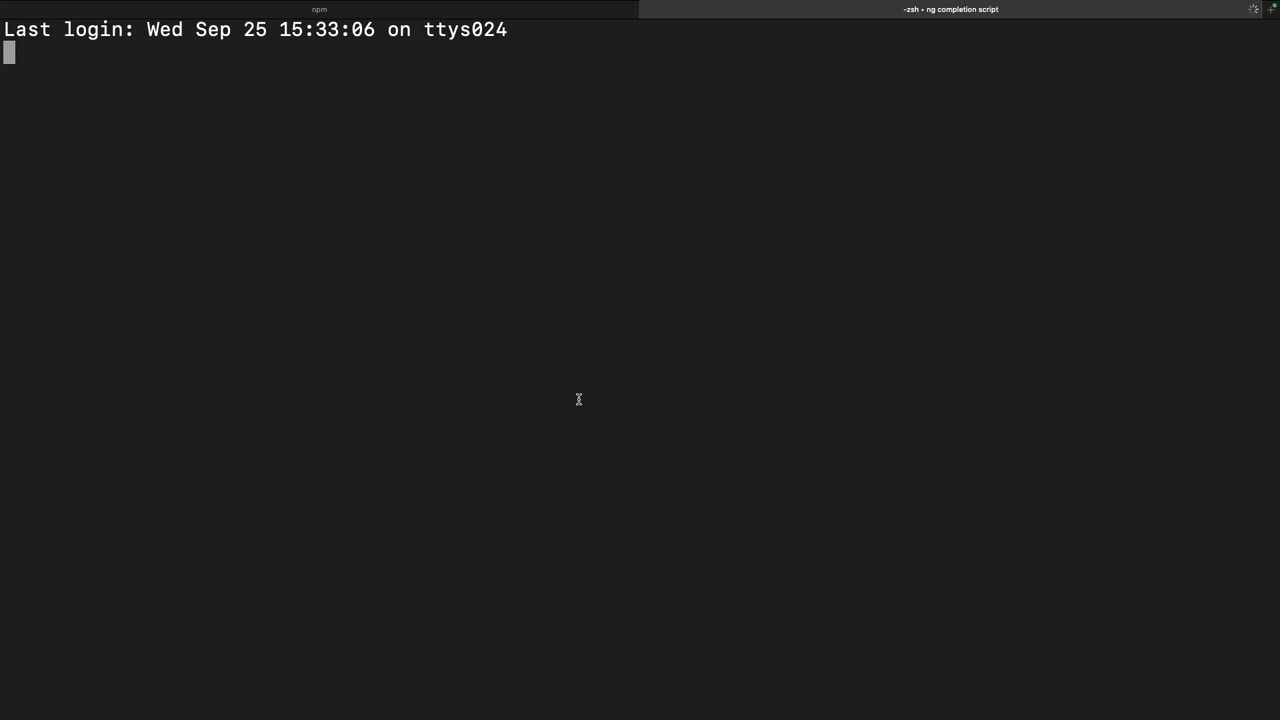 npm
-zsh • ng completion script
Last login: Wed Sep 25 15:33:06 on ttys024